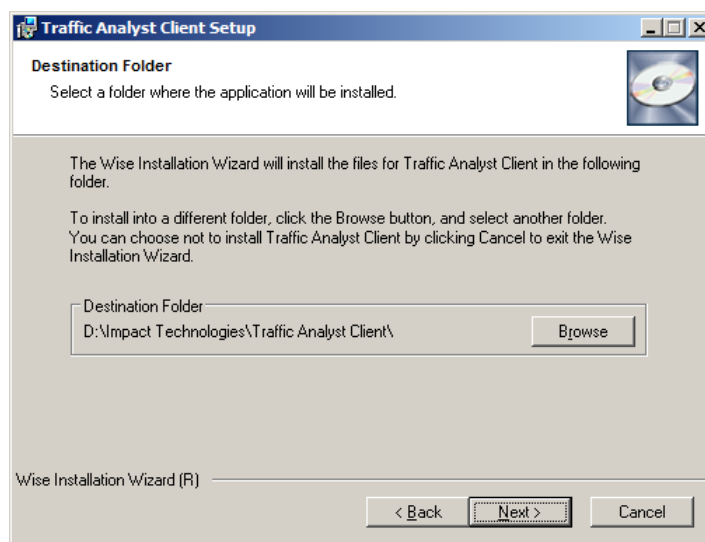 Traffic Analyst Client Setup
Destination Folder
Select a folder where the application will be installed.
The Wise Installation Wizard will install the files for Traffic Analyst Client in the following
folder.
To install into a different folder, click the Browse button, and select another folder.
You can choose not to install Traffic Analyst Client by clicking Cancel to exit the Wise
Installation Wizard.
Destination Folder
D:\Impact Technologies\Traffic Analyst Client\
Browse
Wise Installation Wizard (R)
< Back
Next >
Cancel